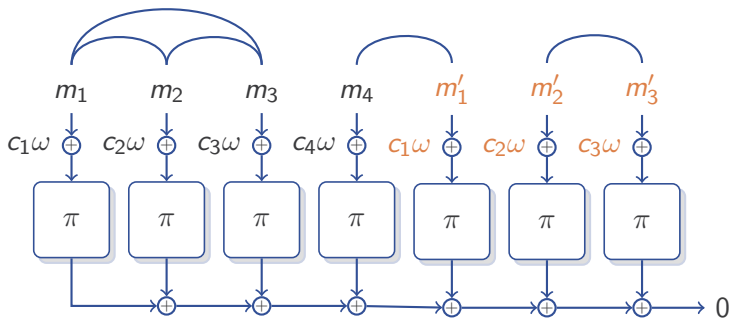 m₁ m₂ m₃ m₄ m′₁ m′₂ m′₃
c₁ω c₂ω c₃ω c₄ω c₁ω c₂ω c₃ω
π π π π π π π
0